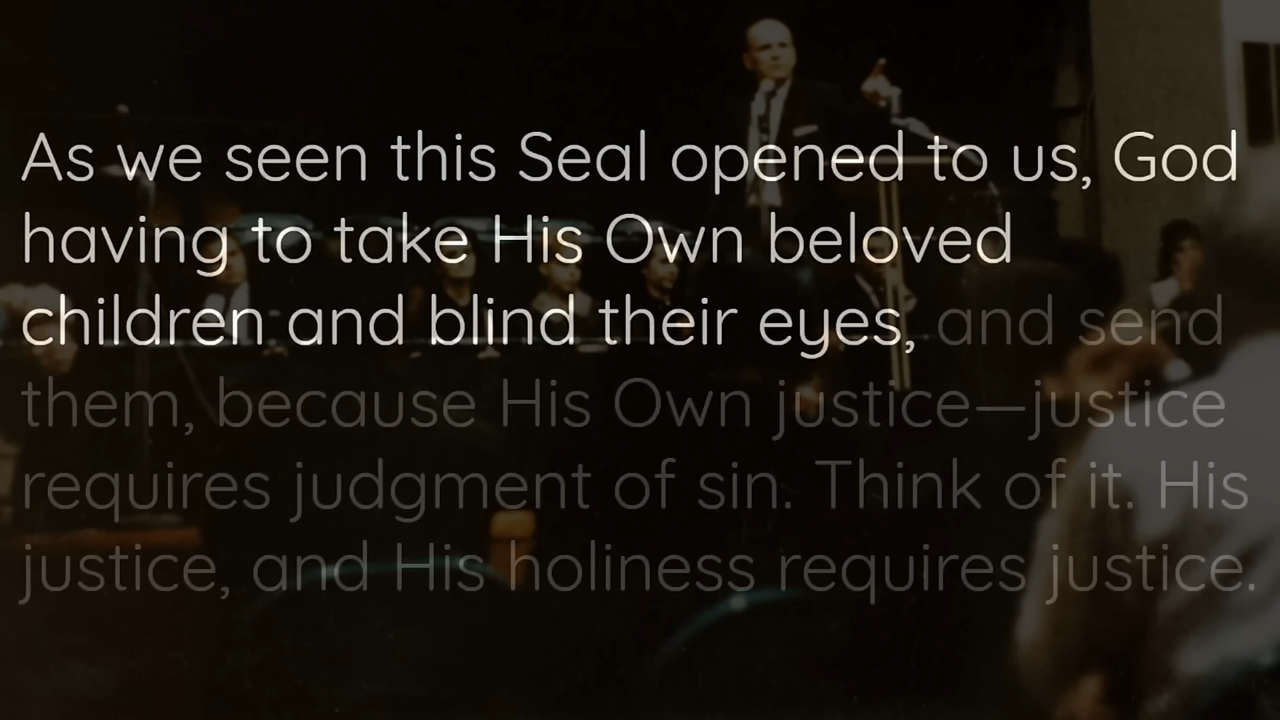 As we seen this Seal opened to us, God
having to take His Own beloved
children and blind their eyes, and send
them, because His Own justice—justice
requires judgment of sin. Think of it. His
justice, and His holiness requires justice.